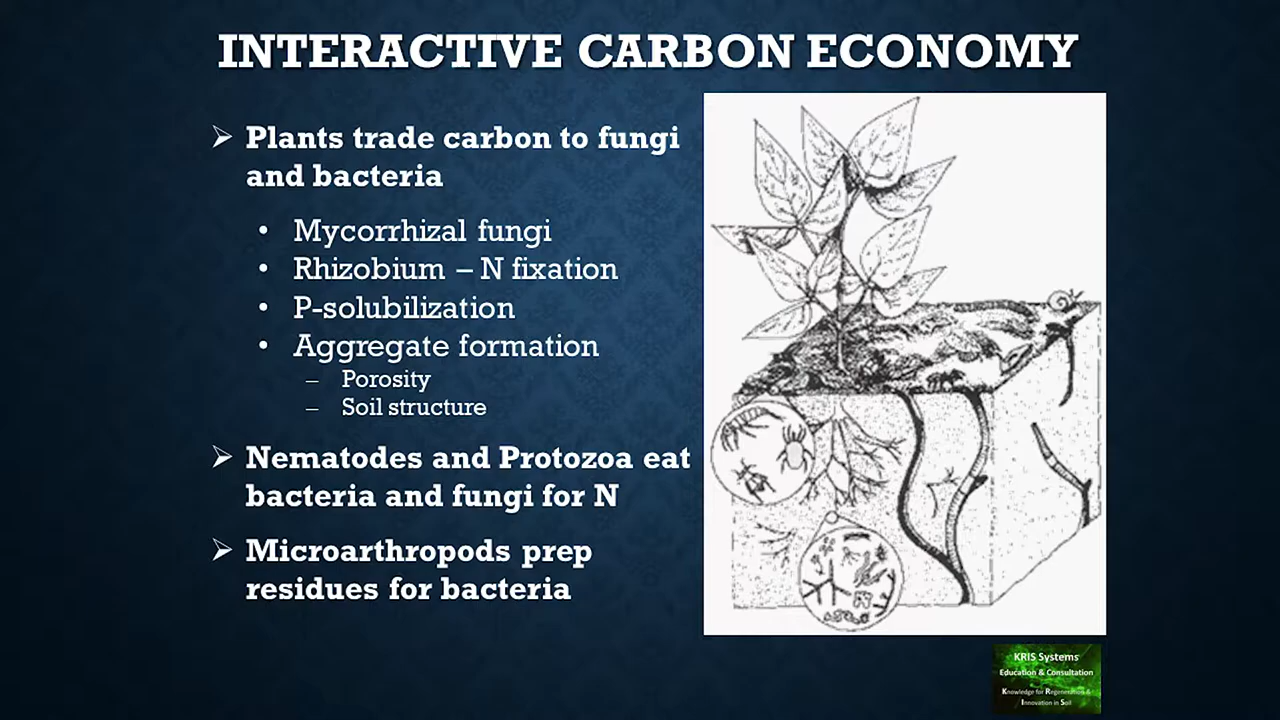 INTERACTIVE CARBON ECONOMY
➢ Plants trade carbon to fungi
and bacteria
• Mycorrhizal fungi
• Rhizobium – N fixation
• P-solubilization
• Aggregate formation
– Porosity
– Soil structure
➢ Nematodes and Protozoa eat
bacteria and fungi for N
➢ Microarthropods prep
residues for bacteria
KRIS Systems
Education & Consultation
Knowledge for Regeneration &
Innovation in Soil